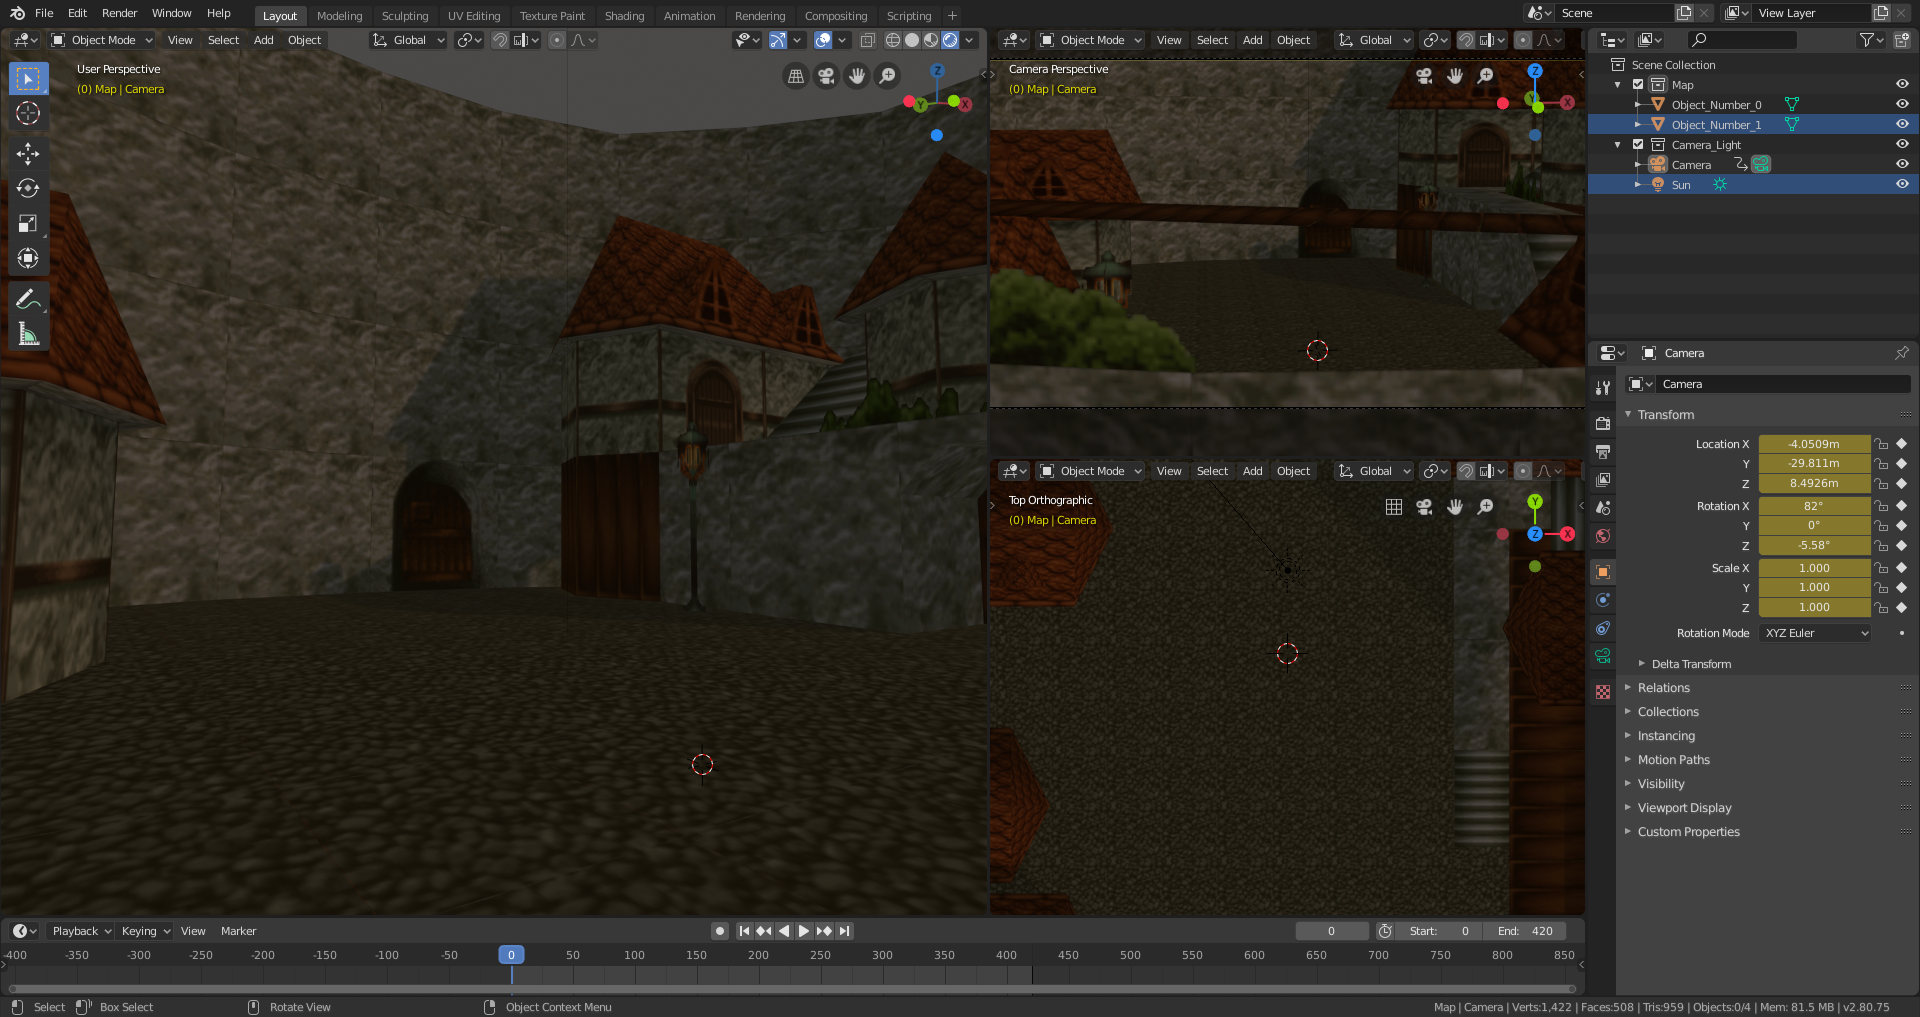 File Edit Render Window Help Layout Modeling Sculpting UV Editing Texture Paint Shading Animation Rendering Compositing Scripting + Scene View Layer
Object Mode View Select Add Object Global
User Perspective
(0) Map | Camera
Z
Y
X
Object Mode View Select Add Object Global
Camera Perspective
(0) Map | Camera
Z
Y
X
Object Mode View Select Add Object Global
Top Orthographic
(0) Map | Camera
Y
Z
X
Scene Collection
Map
Object_Number_0
Object_Number_1
Camera_Light
Camera
Sun
Camera
Camera
Transform
Location X -4.0509m
Y -29.811m
Z 8.4926m
Rotation X 82°
Y 0°
Z -5.58°
Scale X 1.000
Y 1.000
Z 1.000
Rotation Mode XYZ Euler
Delta Transform
Relations
Collections
Instancing
Motion Paths
Visibility
Viewport Display
Custom Properties
Playback Keying View Marker 0 Start: 0 End: 420
-400 -350 -300 -250 -200 -150 -100 -50 0 50 100 150 200 250 300 350 400 450 500 550 600 650 700 750 800 850
Select Box Select Rotate View Object Context Menu Map | Camera | Verts:1,422 | Faces:508 | Tris:959 | Objects:0/4 | Mem: 81.5 MB | v2.80.75